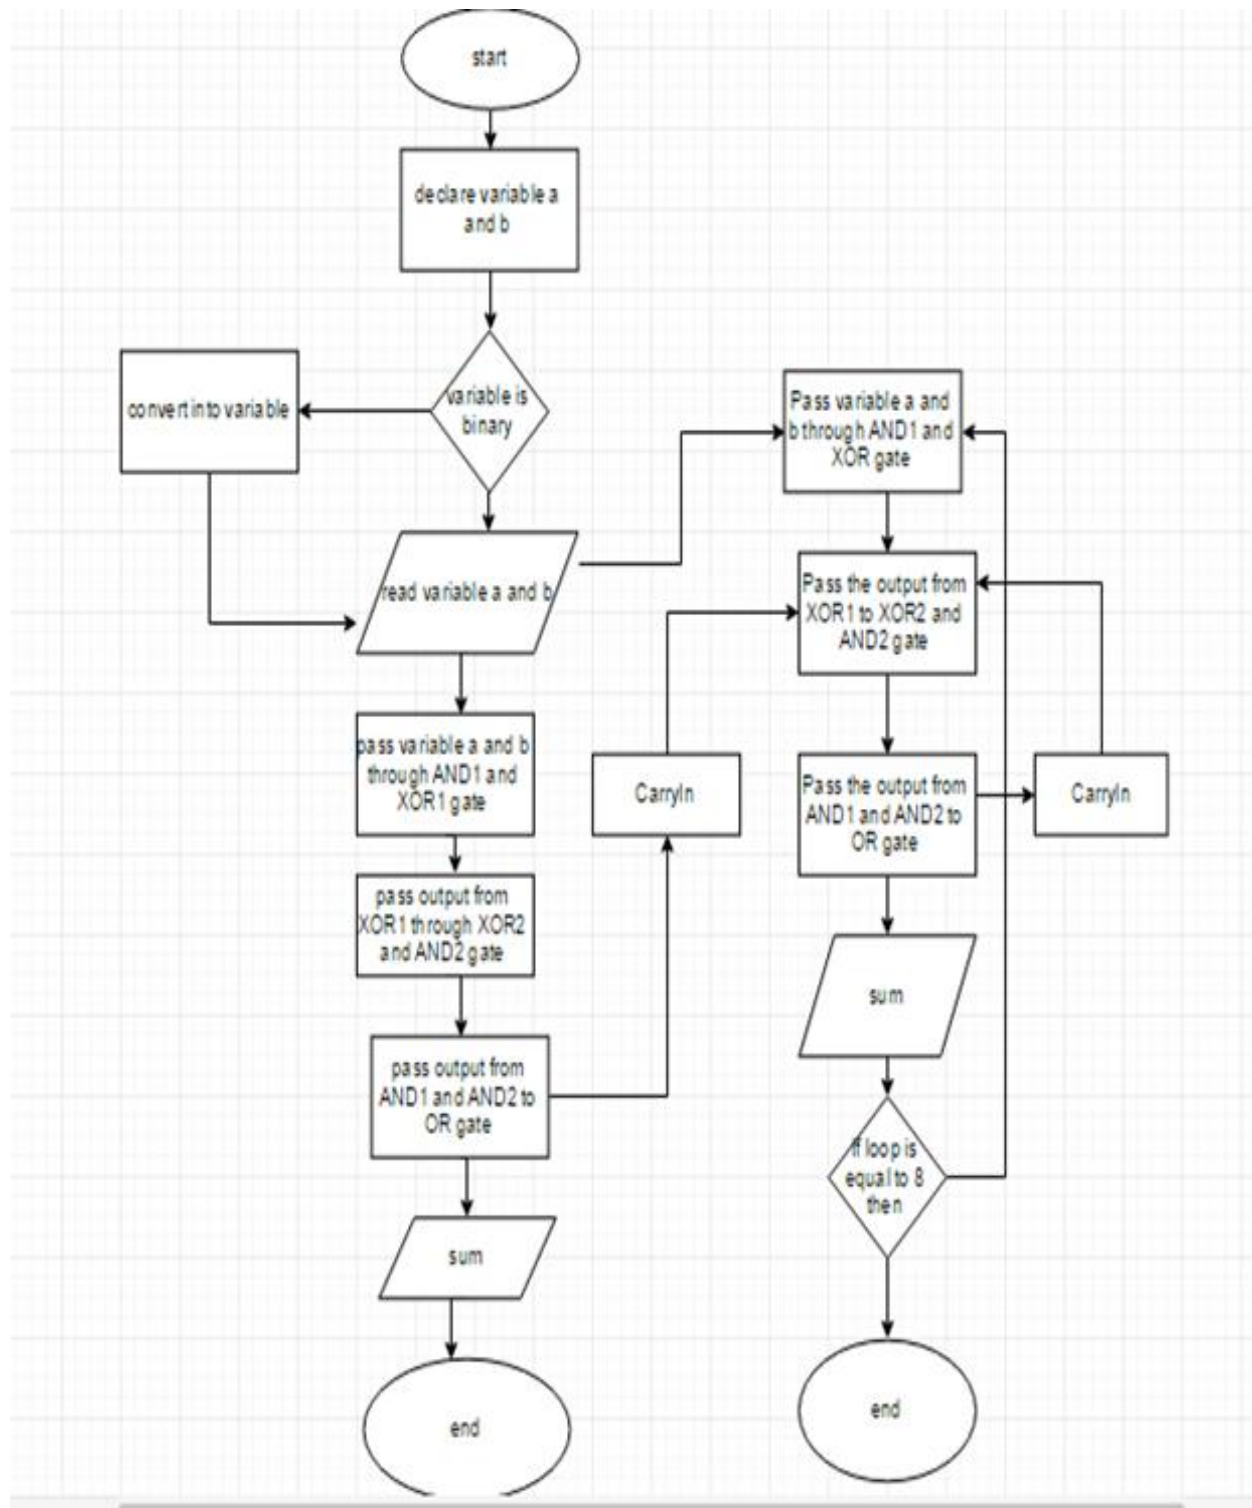 start
declare variable a
and b
variable is
binary
convert into variable
read variable a and b
pass variable a and b
through AND1 and
XOR1 gate
pass output from
XOR1 through XOR2
and AND2 gate
pass output from
AND1 and AND2 to
OR gate
sum
end
CarryIn
Pass variable a and
b through AND1 and
XOR gate
Pass the output from
XOR1 to XOR2 and
AND2 gate
Pass the output from
AND1 and AND2 to
OR gate
CarryIn
sum
If loop is
equal to 8
then
end